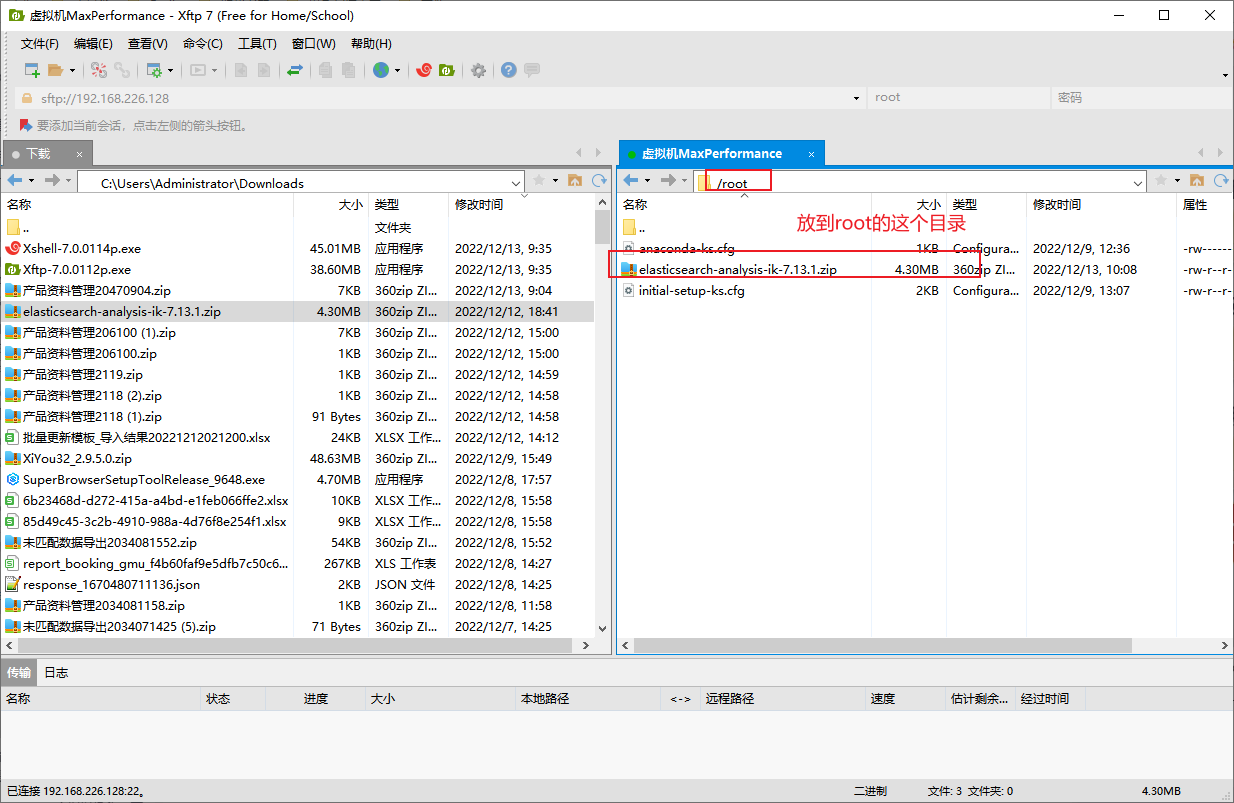 虚拟机MaxPerformance - Xftp 7 (Free for Home/School)
文件(F) 编辑(E) 查看(V) 命令(C) 工具(T) 窗口(W) 帮助(H)
sftp://192.168.226.128 root 密码
要添加当前会话，点击左侧的箭头按钮。
下载 ×
C:\Users\Administrator\Downloads
名称 大小 类型 修改时间
.. 文件夹
Xshell-7.0.0114p.exe 45.01MB 应用程序 2022/12/13, 9:35
Xftp-7.0.0112p.exe 38.60MB 应用程序 2022/12/13, 9:35
产品资料管理20470904.zip 7KB 360zip ZI... 2022/12/13, 9:04
elasticsearch-analysis-ik-7.13.1.zip 4.30MB 360zip ZI... 2022/12/12, 18:41
产品资料管理206100 (1).zip 7KB 360zip ZI... 2022/12/12, 15:00
产品资料管理206100.zip 1KB 360zip ZI... 2022/12/12, 15:00
产品资料管理2119.zip 1KB 360zip ZI... 2022/12/12, 14:59
产品资料管理2118 (2).zip 1KB 360zip ZI... 2022/12/12, 14:58
产品资料管理2118 (1).zip 91 Bytes 360zip ZI... 2022/12/12, 14:58
批量更新模板_导入结果20221212021200.xlsx 24KB XLSX 工作... 2022/12/12, 14:12
XiYou32_2.9.5.0.zip 48.63MB 360zip ZI... 2022/12/9, 15:49
SuperBrowserSetupToolRelease_9648.exe 4.70MB 应用程序 2022/12/8, 17:57
6b23468d-d272-415a-a4bd-e1feb066ffe2.xlsx 10KB XLSX 工作... 2022/12/8, 15:58
85d49c45-3c2b-4910-988a-4d76f8e254f1.xlsx 9KB XLSX 工作... 2022/12/8, 15:58
未匹配数据导出2034081552.zip 54KB 360zip ZI... 2022/12/8, 15:52
report_booking_gmu_f4b60faf9e5dfb7c50c6... 267KB XLS 工作表 2022/12/8, 14:27
response_1670480711136.json 2KB JSON 文件 2022/12/8, 14:25
产品资料管理2034081158.zip 1KB 360zip ZI... 2022/12/8, 11:58
未匹配数据导出2034071425 (5).zip 71 Bytes 360zip ZI... 2022/12/7, 14:25
虚拟机MaxPerformance ×
/root
名称 大小 类型 修改时间 属性
..
放到root的这个目录
anaconda-ks.cfg 1KB Configura... 2022/12/9, 12:36 -rw------
elasticsearch-analysis-ik-7.13.1.zip 4.30MB 360zip ZI... 2022/12/13, 10:08 -rw-r--r-
initial-setup-ks.cfg 2KB Configura... 2022/12/9, 13:07 -rw-r--r-
传输 日志
名称 状态 进度 大小 本地路径 <-> 远程路径 速度 估计剩余... 经过时间
已连接 192.168.226.128:22。 二进制 文件: 3 文件夹: 0 4.30MB